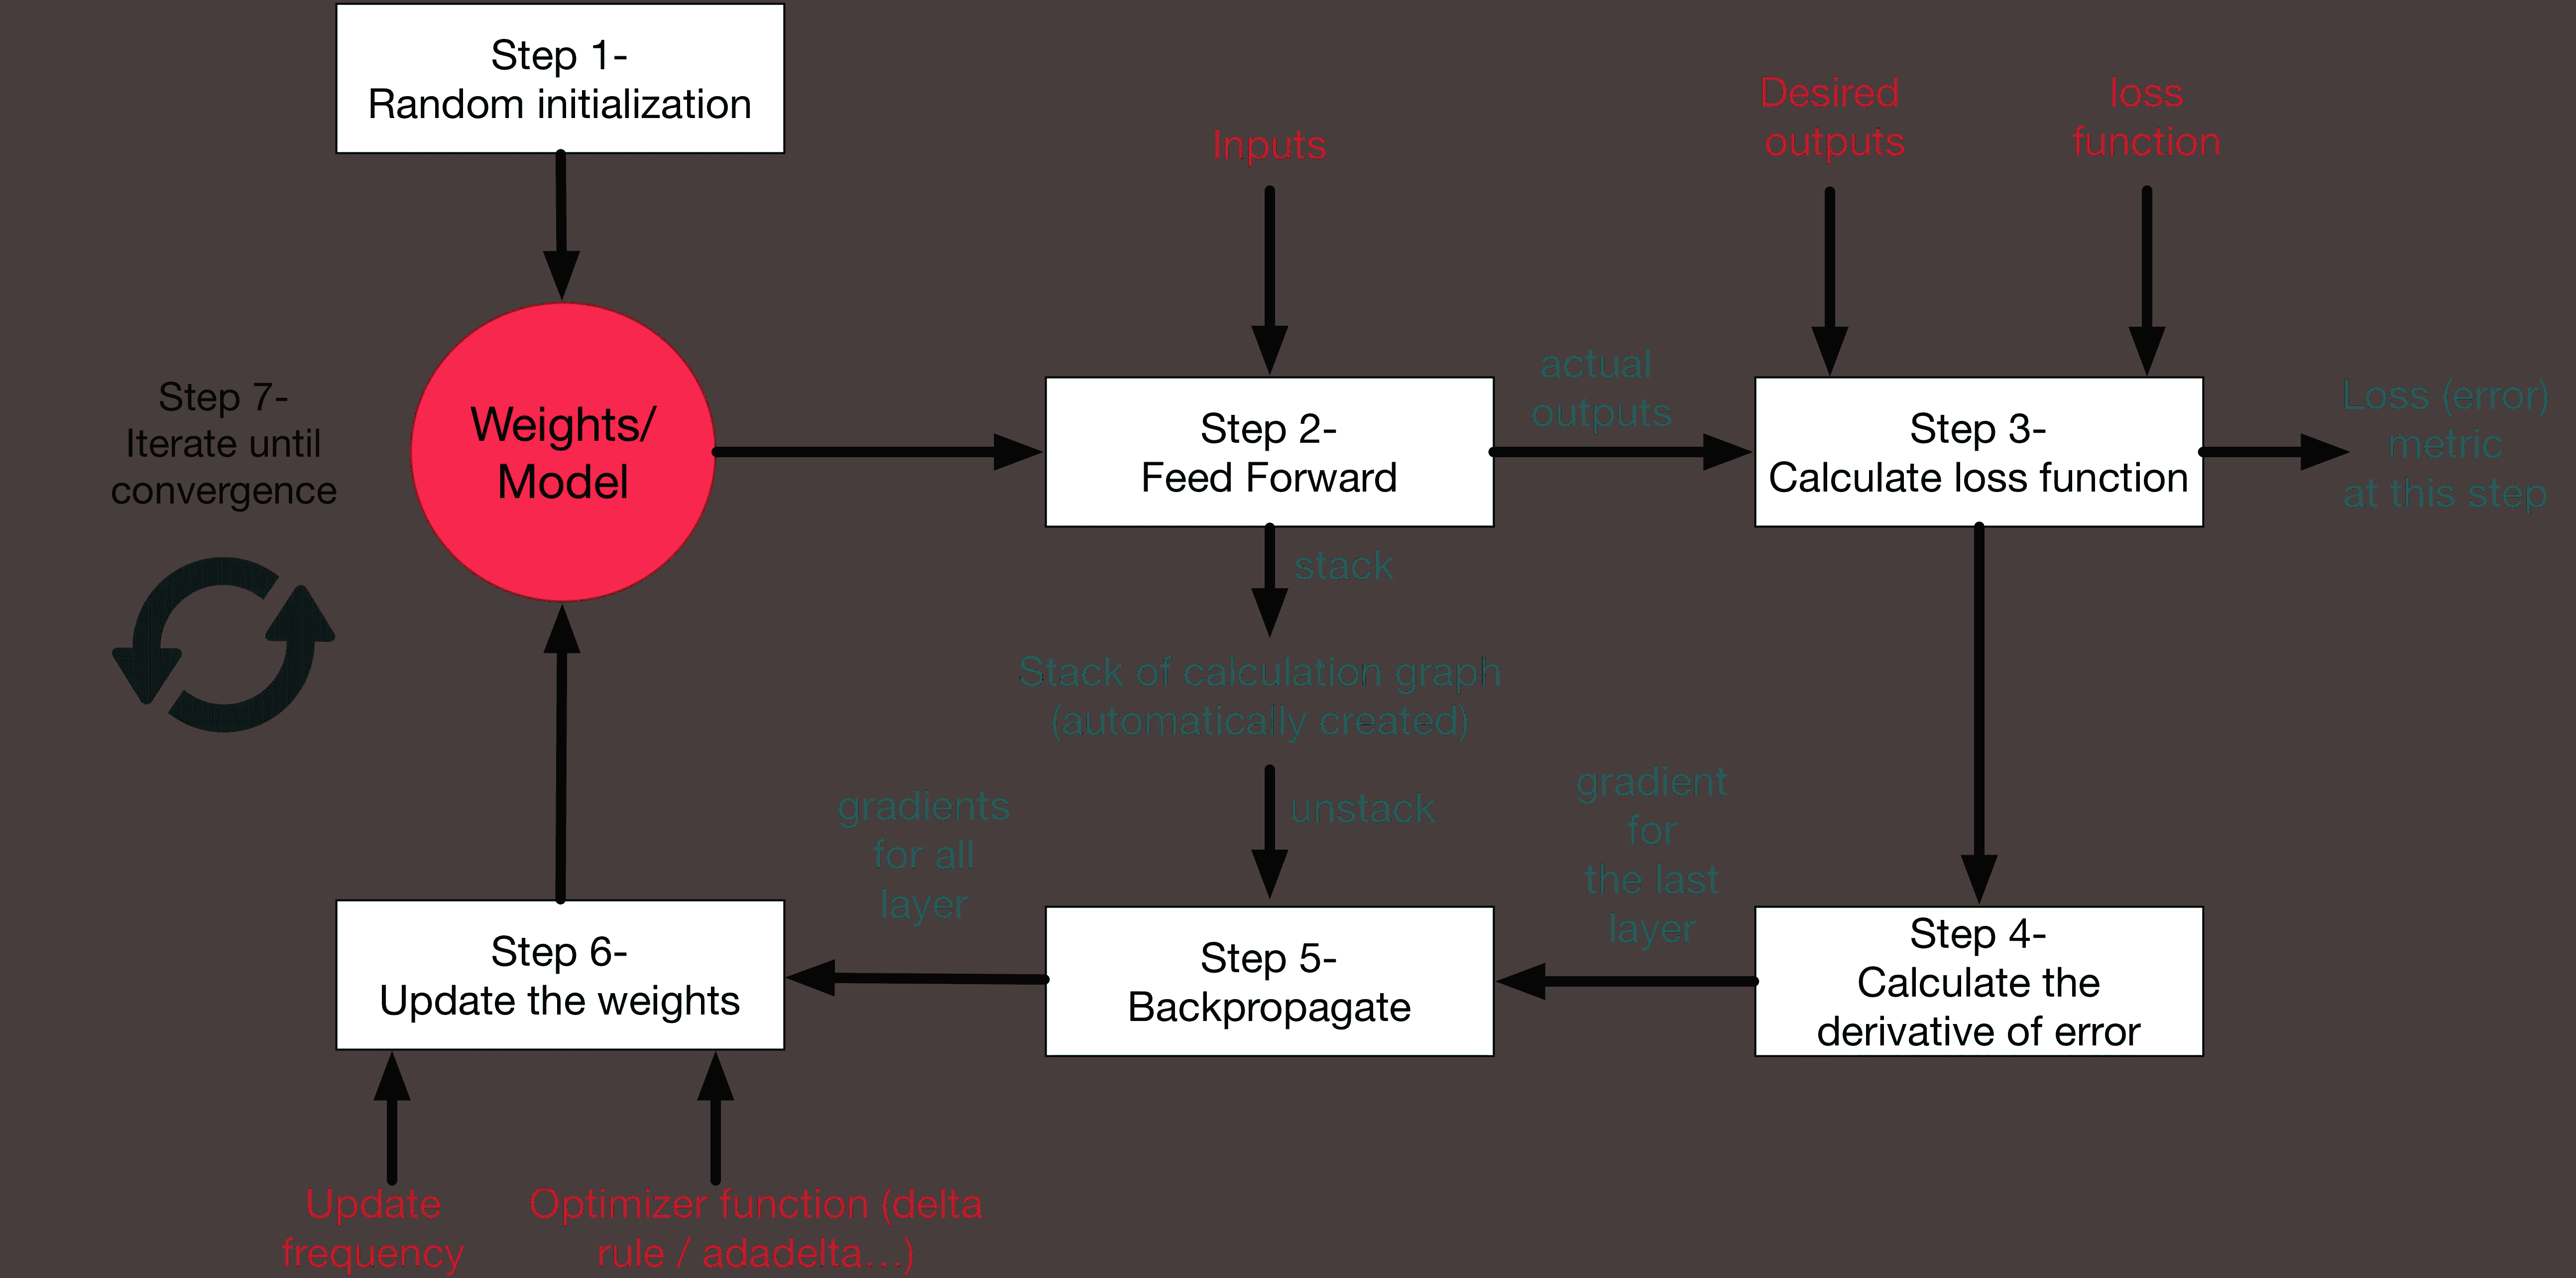 Step 1-
Random initialization
Inputs
Desired
outputs
loss
function
Step 7-
Iterate until
convergence
Weights/
Model
Step 2-
Feed Forward
actual
outputs
Step 3-
Calculate loss function
Loss (error)
metric
at this step
stack
Stack of calculation graph
(automatically created)
unstack
gradients
for all
layer
gradient
for
the last
layer
Step 6-
Update the weights
Step 5-
Backpropagate
Step 4-
Calculate the
derivative of error
Update
frequency
Optimizer function (delta
rule / adadelta…)